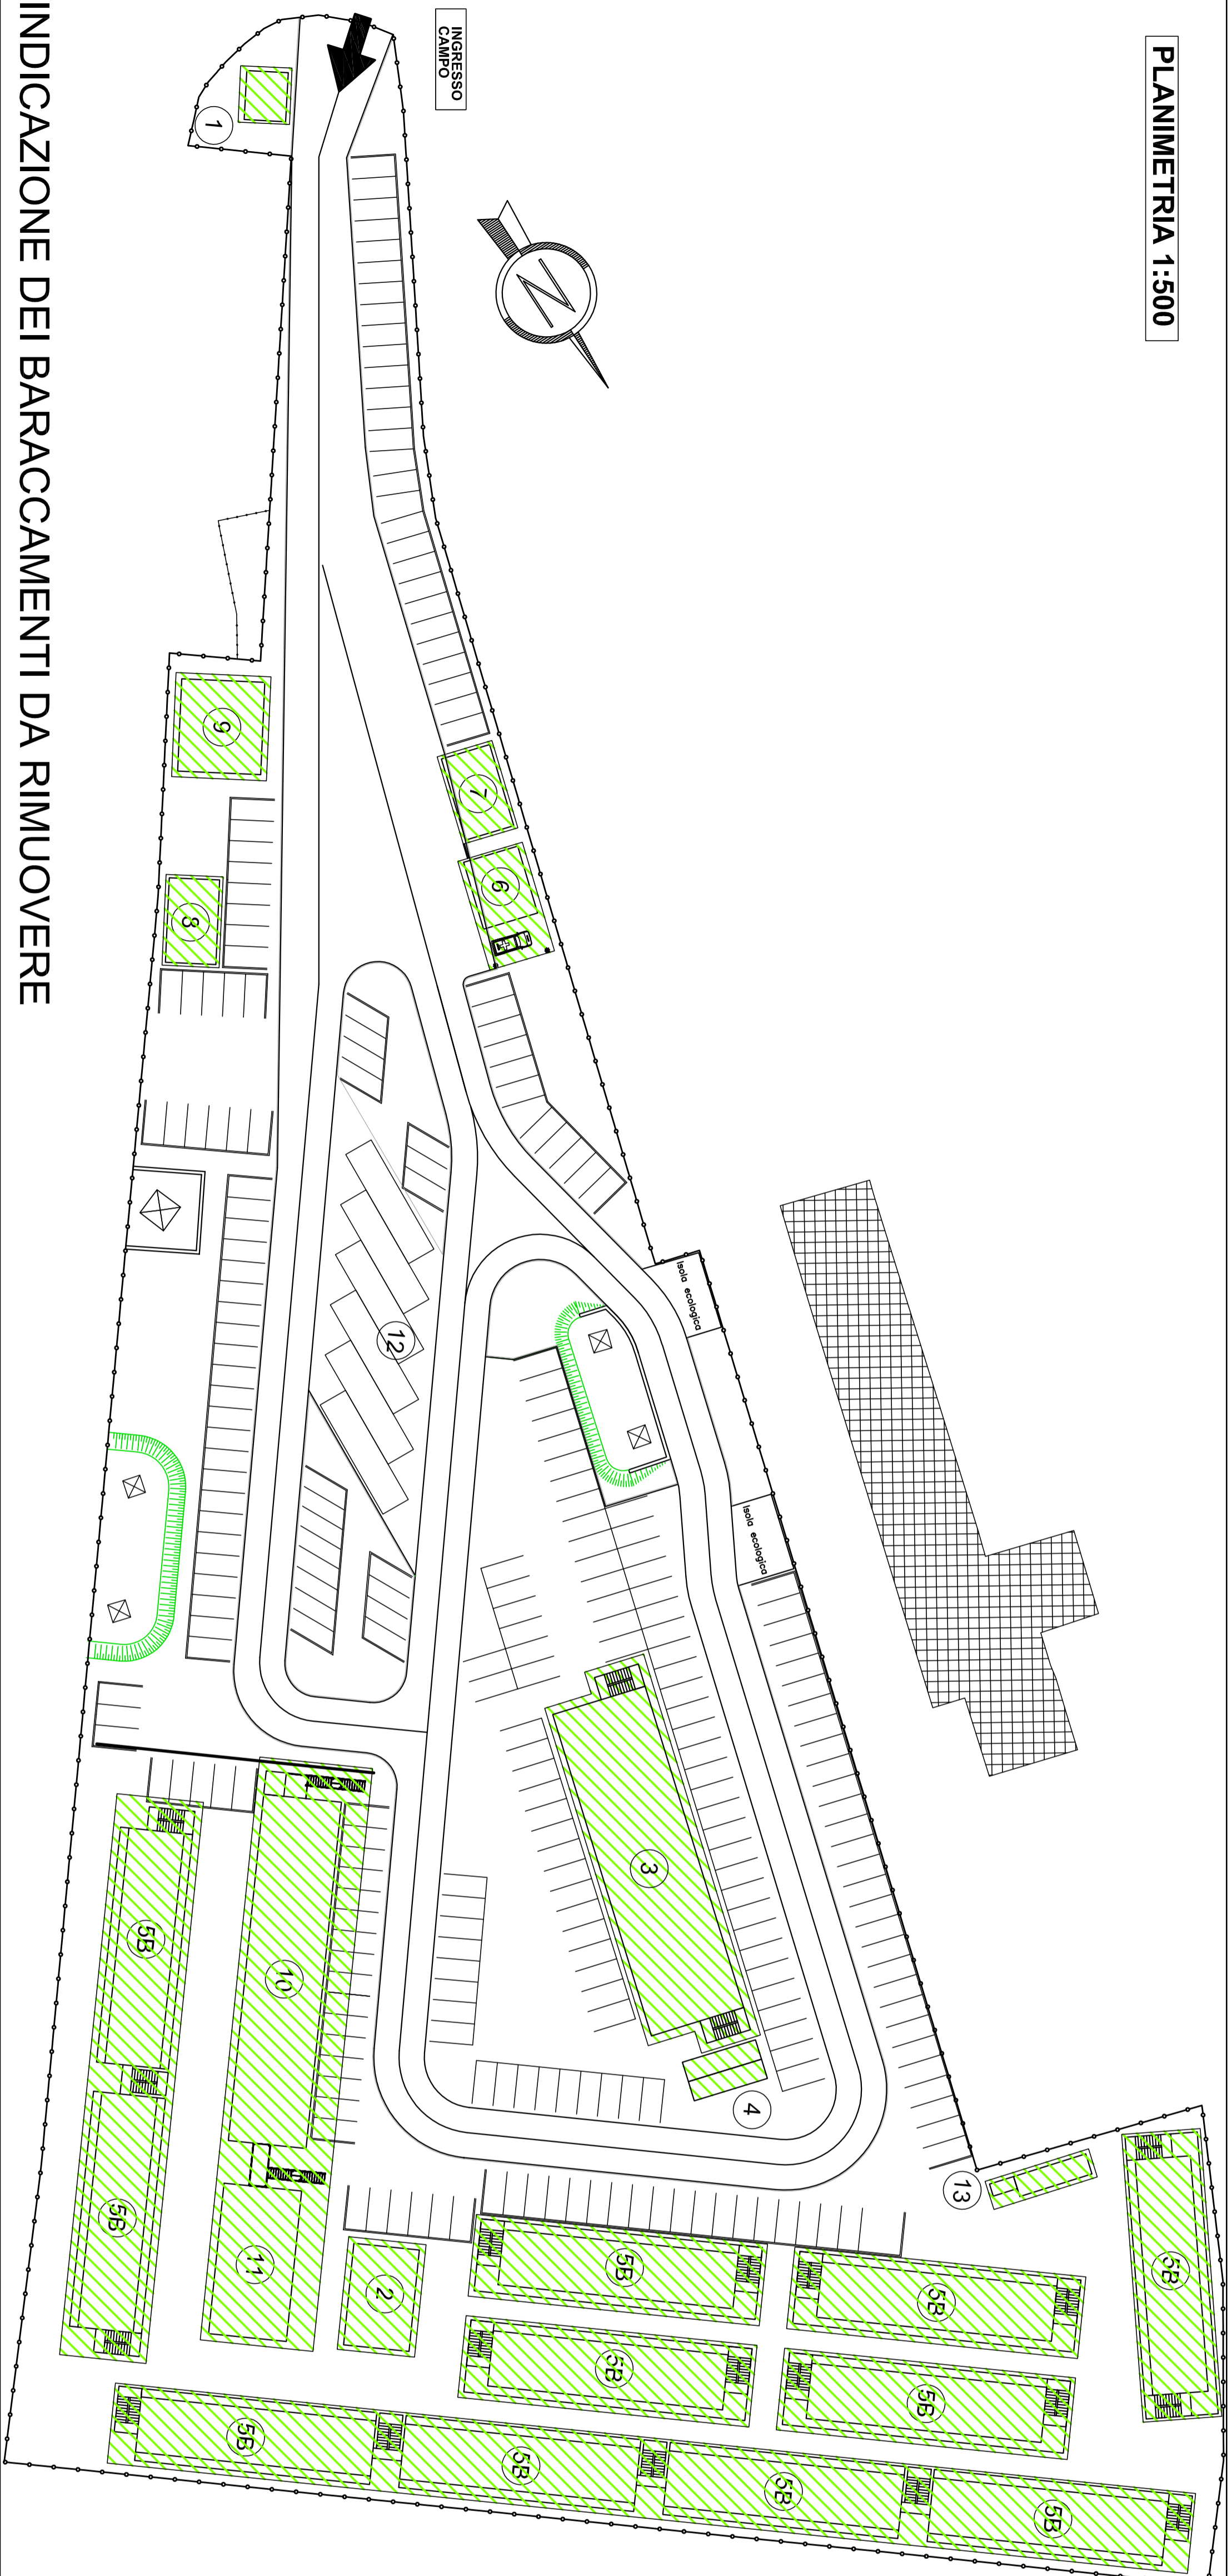 PLANIMETRIA 1:500
INGRESSO
CAMPO
N
1
9
8
7
6
12
Isola ecologica
Isola ecologica
3
4
13
10
11
2
5B
5B
5B
5B
5B
5B
5B
5B
5B
5B
5B
INDICAZIONE DEI BARACCAMENTI DA RIMUOVERE